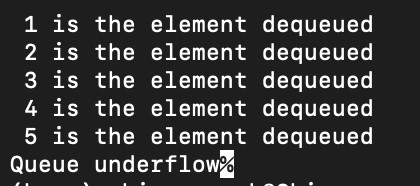 1 is the element dequeued
2 is the element dequeued
3 is the element dequeued
4 is the element dequeued
5 is the element dequeued
Queue underflow%